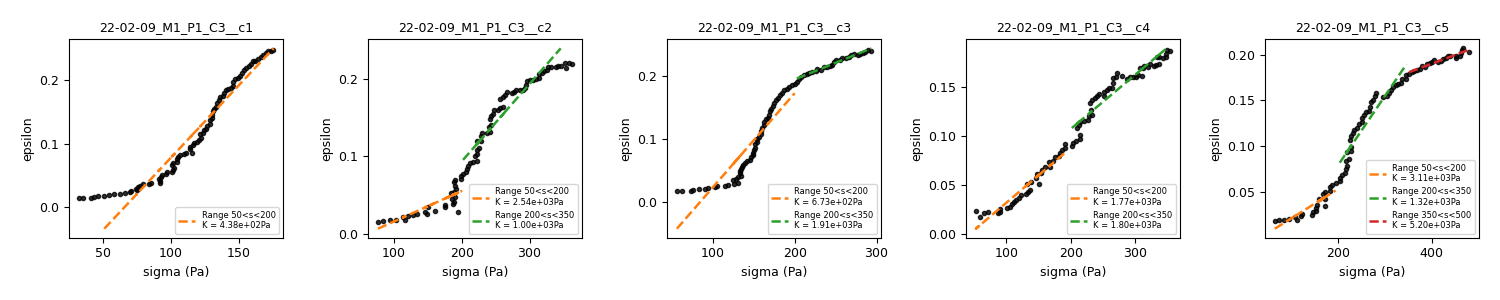 22-02-09_M1_P1_C3__c1
epsilon
0.2
0.1
0.0
50
100
150
sigma (Pa)
Range 50<s<200
K = 4.38e+02Pa
22-02-09_M1_P1_C3__c2
epsilon
0.2
0.1
0.0
100
200
300
sigma (Pa)
Range 50<s<200
K = 2.54e+03Pa
Range 200<s<350
K = 1.00e+03Pa
22-02-09_M1_P1_C3__c3
epsilon
0.2
0.1
0.0
100
200
300
sigma (Pa)
Range 50<s<200
K = 6.73e+02Pa
Range 200<s<350
K = 1.91e+03Pa
22-02-09_M1_P1_C3__c4
epsilon
0.15
0.10
0.05
0.00
100
200
300
sigma (Pa)
Range 50<s<200
K = 1.77e+03Pa
Range 200<s<350
K = 1.80e+03Pa
22-02-09_M1_P1_C3__c5
epsilon
0.20
0.15
0.10
0.05
200
400
sigma (Pa)
Range 50<s<200
K = 3.11e+03Pa
Range 200<s<350
K = 1.32e+03Pa
Range 350<s<500
K = 5.20e+03Pa